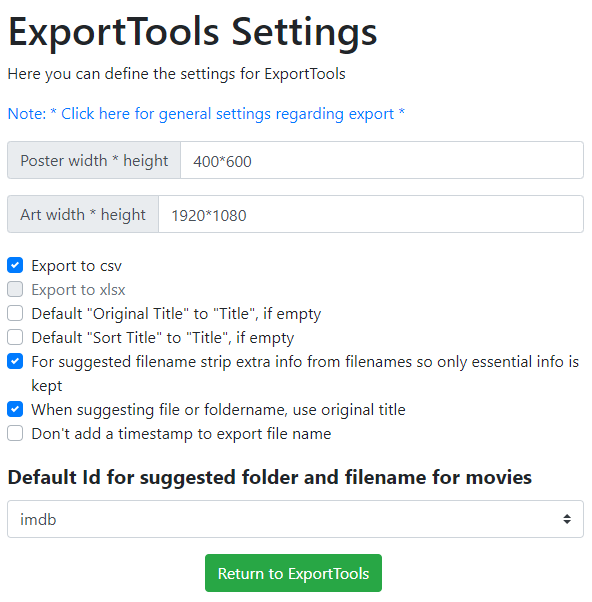 ExportTools Settings
Here you can define the settings for ExportTools
Note: * Click here for general settings regarding export *
Poster width * height 400*600
Art width * height 1920*1080
Export to csv
Export to xlsx
Default "Original Title" to "Title", if empty
Default "Sort Title" to "Title", if empty
For suggested filename strip extra info from filenames so only essential info is
kept
When suggesting file or foldername, use original title
Don't add a timestamp to export file name
Default Id for suggested folder and filename for movies
imdb
Return to ExportTools